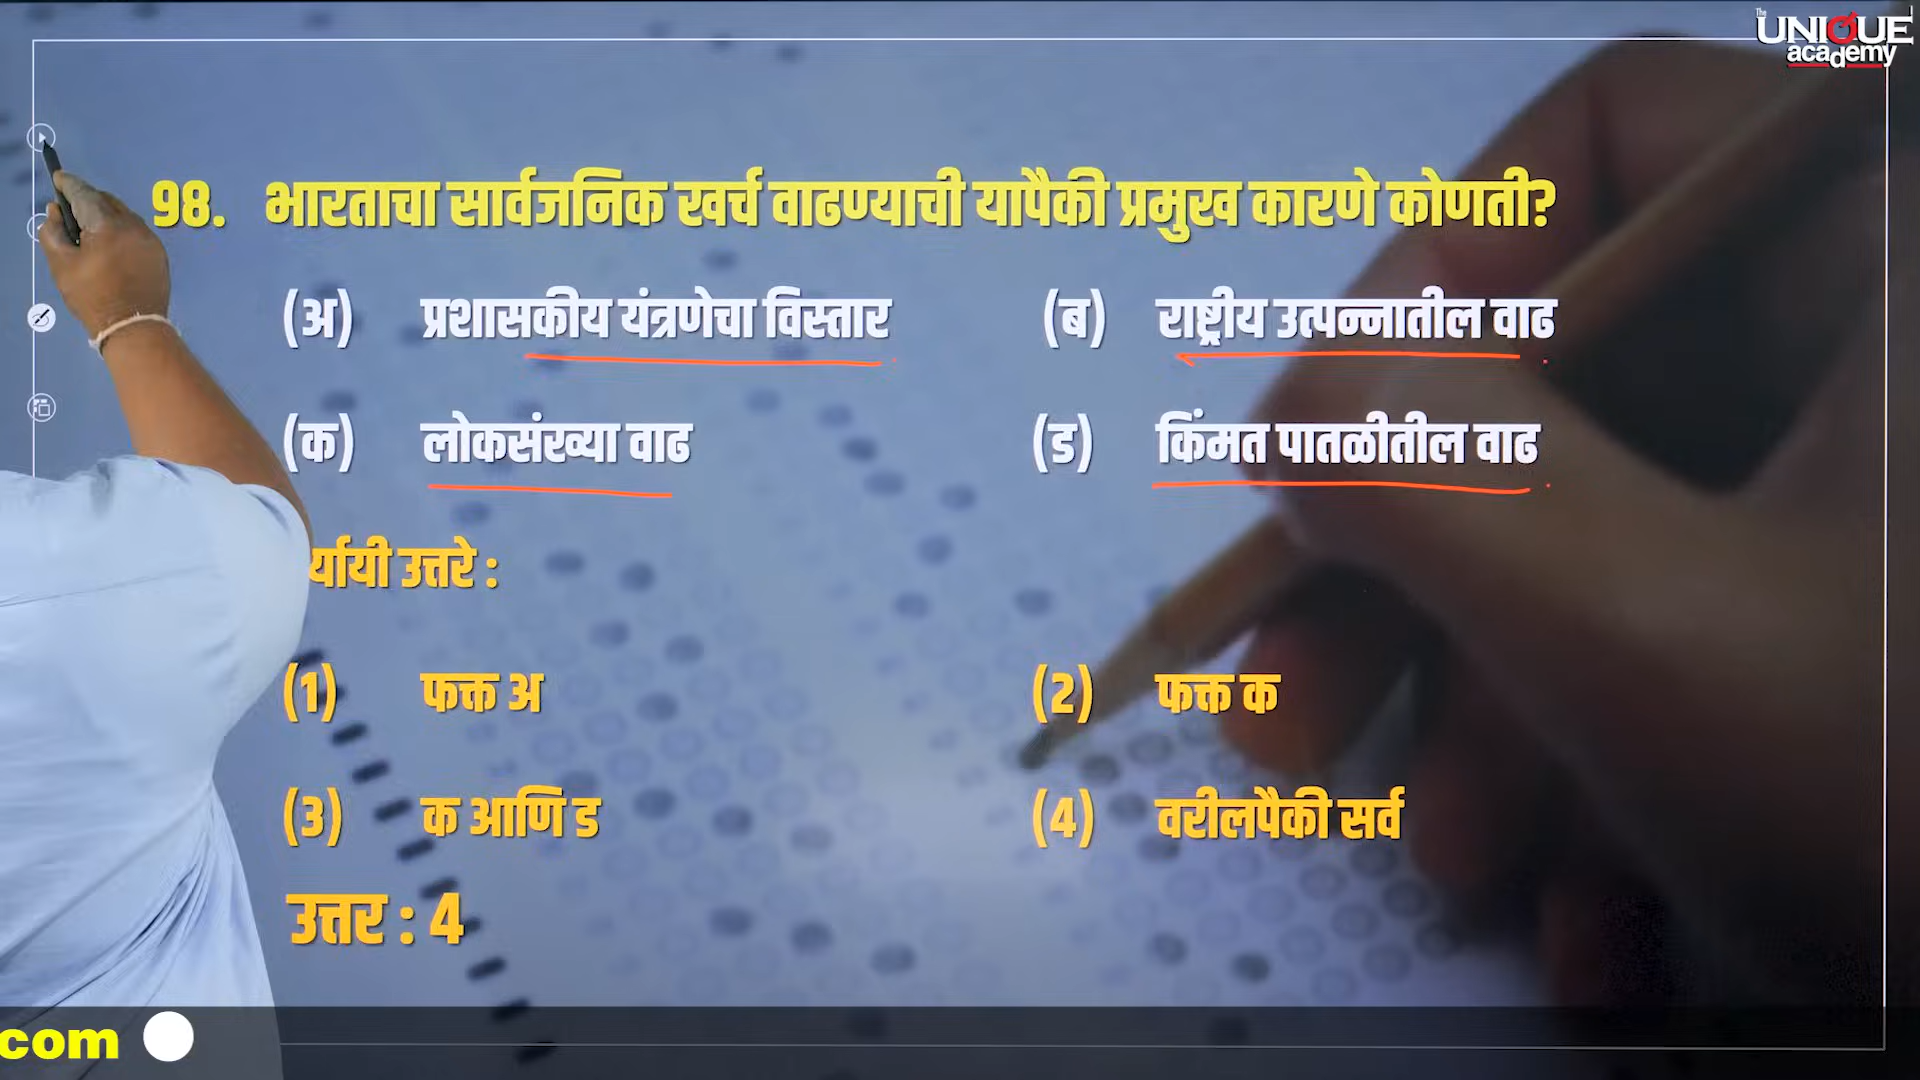 The
UNIQUE
academy
98. भारताचा सार्वजनिक खर्च वाढण्याची यापैकी प्रमुख कारणे कोणती?
(अ) प्रशासकीय यंत्रणेचा विस्तार (ब) राष्ट्रीय उत्पन्नातील वाढ
(क) लोकसंख्या वाढ (ड) किंमत पातळीतील वाढ
र्यायी उत्तरे :
(1) फक्त अ (2) फक्त क
(3) क आणि ड (4) वरीलपैकी सर्व
उत्तर : 4
com